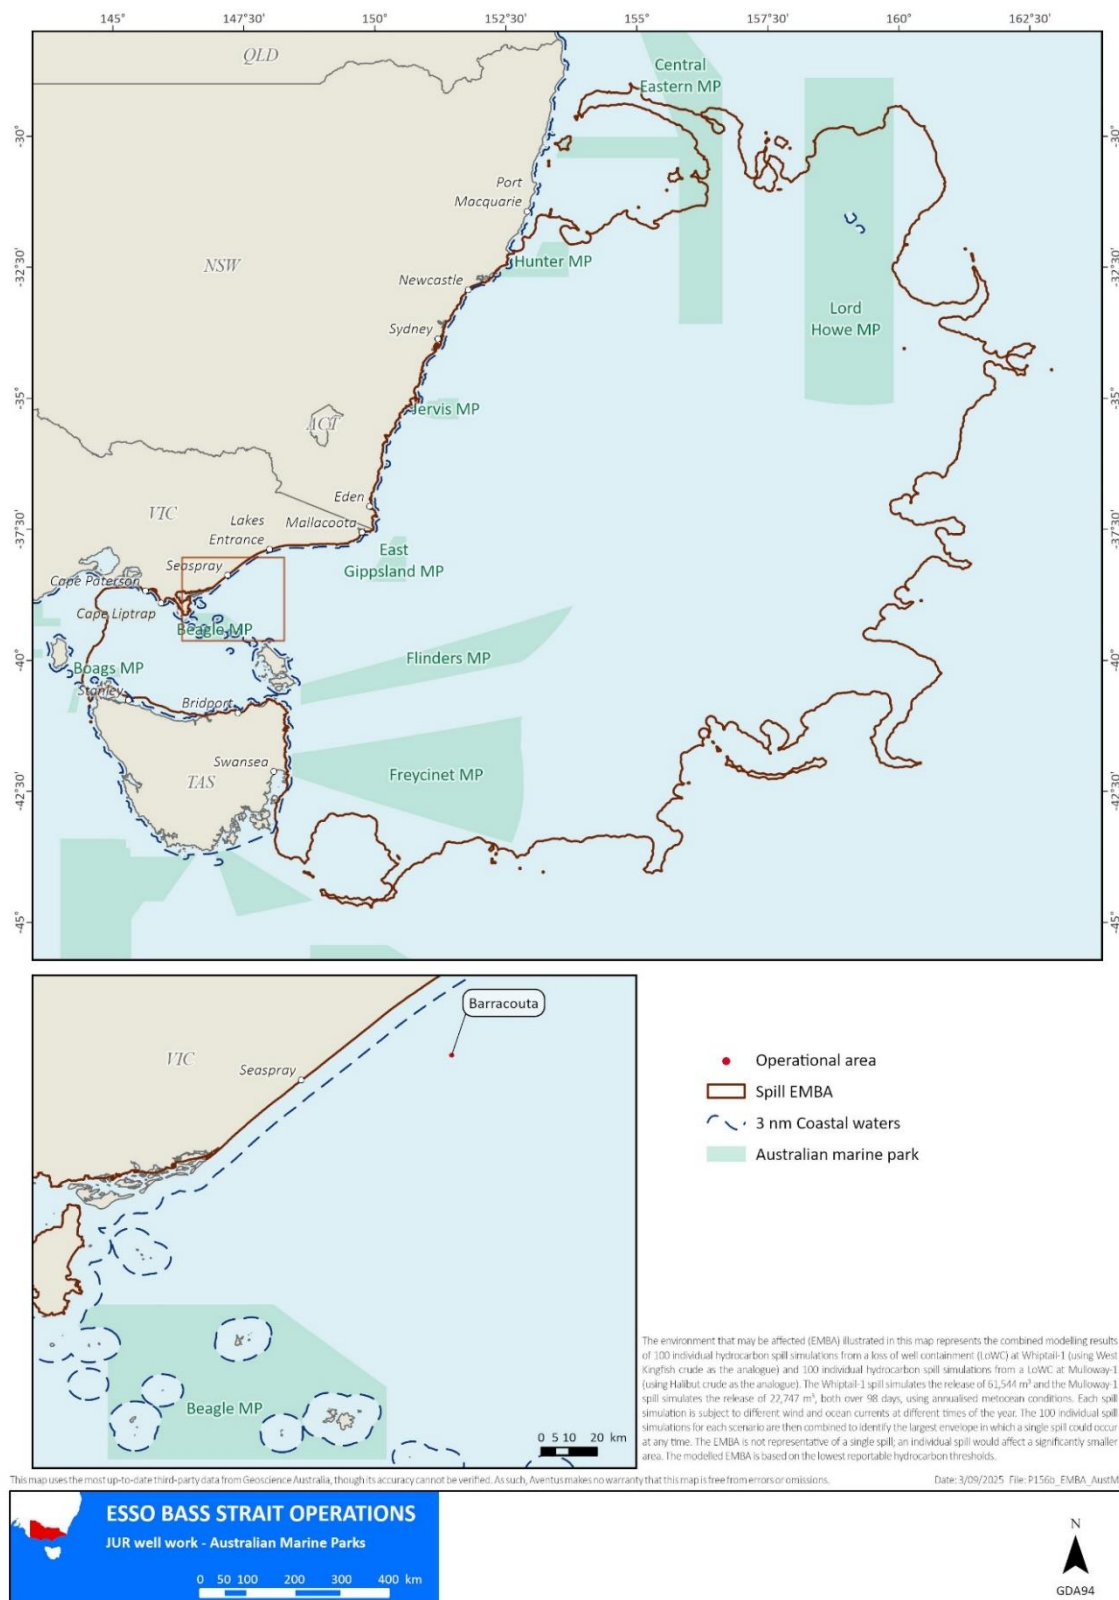 145° 147°30' 150° 152°30' 155° 157°30' 160° 162°30'
QLD
Central
Eastern MP
-30° -30°
Port
Macquarie
NSW
-32°30' -32°30'
Hunter MP
Newcastle
Lord
Howe MP
Sydney
-35° -35°
Jervis MP
ACT
Eden
VIC
Lakes
Entrance
Mallacoota
-37°30' -37°30'
East
Gippsland MP
Seaspray
Cape Paterson
Cape Liptrap
Beagle MP
Flinders MP
-40° -40°
Boags MP
Stanley
Bridport
Swansea
Freycinet MP
TAS
-42°30' -42°30'
-45° -45°
Barracouta
VIC
Seaspray
Beagle MP
0 5 10 20 km
Operational area
Spill EMBA
3 nm Coastal waters
Australian marine park
The environment that may be affected (EMBA) illustrated in this map represents the combined modelling results
of 100 individual hydrocarbon spill simulations from a loss of well containment (LoWC) at Whiptail-1 (using West
Kingfish crude as the analogue) and 100 individual hydrocarbon spill simulations from a LoWC at Mulloway-1
(using Halibut crude as the analogue). The Whiptail-1 spill simulates the release of 61,544 m³ and the Mulloway-1
spill simulates the release of 22,747 m³, both over 98 days, using annualised metocean conditions. Each spill
simulation is subject to different wind and ocean currents at different times of the year. The 100 individual spill
simulations for each scenario are then combined to identify the largest envelope in which a single spill could occur
at any time. The EMBA is not representative of a single spill; an individual spill would affect a significantly smaller
area. The modelled EMBA is based on the lowest reportable hydrocarbon thresholds.
This map uses the most up-to-date third-party data from Geoscience Australia, though its accuracy cannot be verified. As such, Aventus makes no warranty that this map is free from errors or omissions.
Date: 3/09/2025 File: P156b_EMBA_AustM
ESSO BASS STRAIT OPERATIONS
JUR well work - Australian Marine Parks
0 50 100 200 300 400 km
N
GDA94